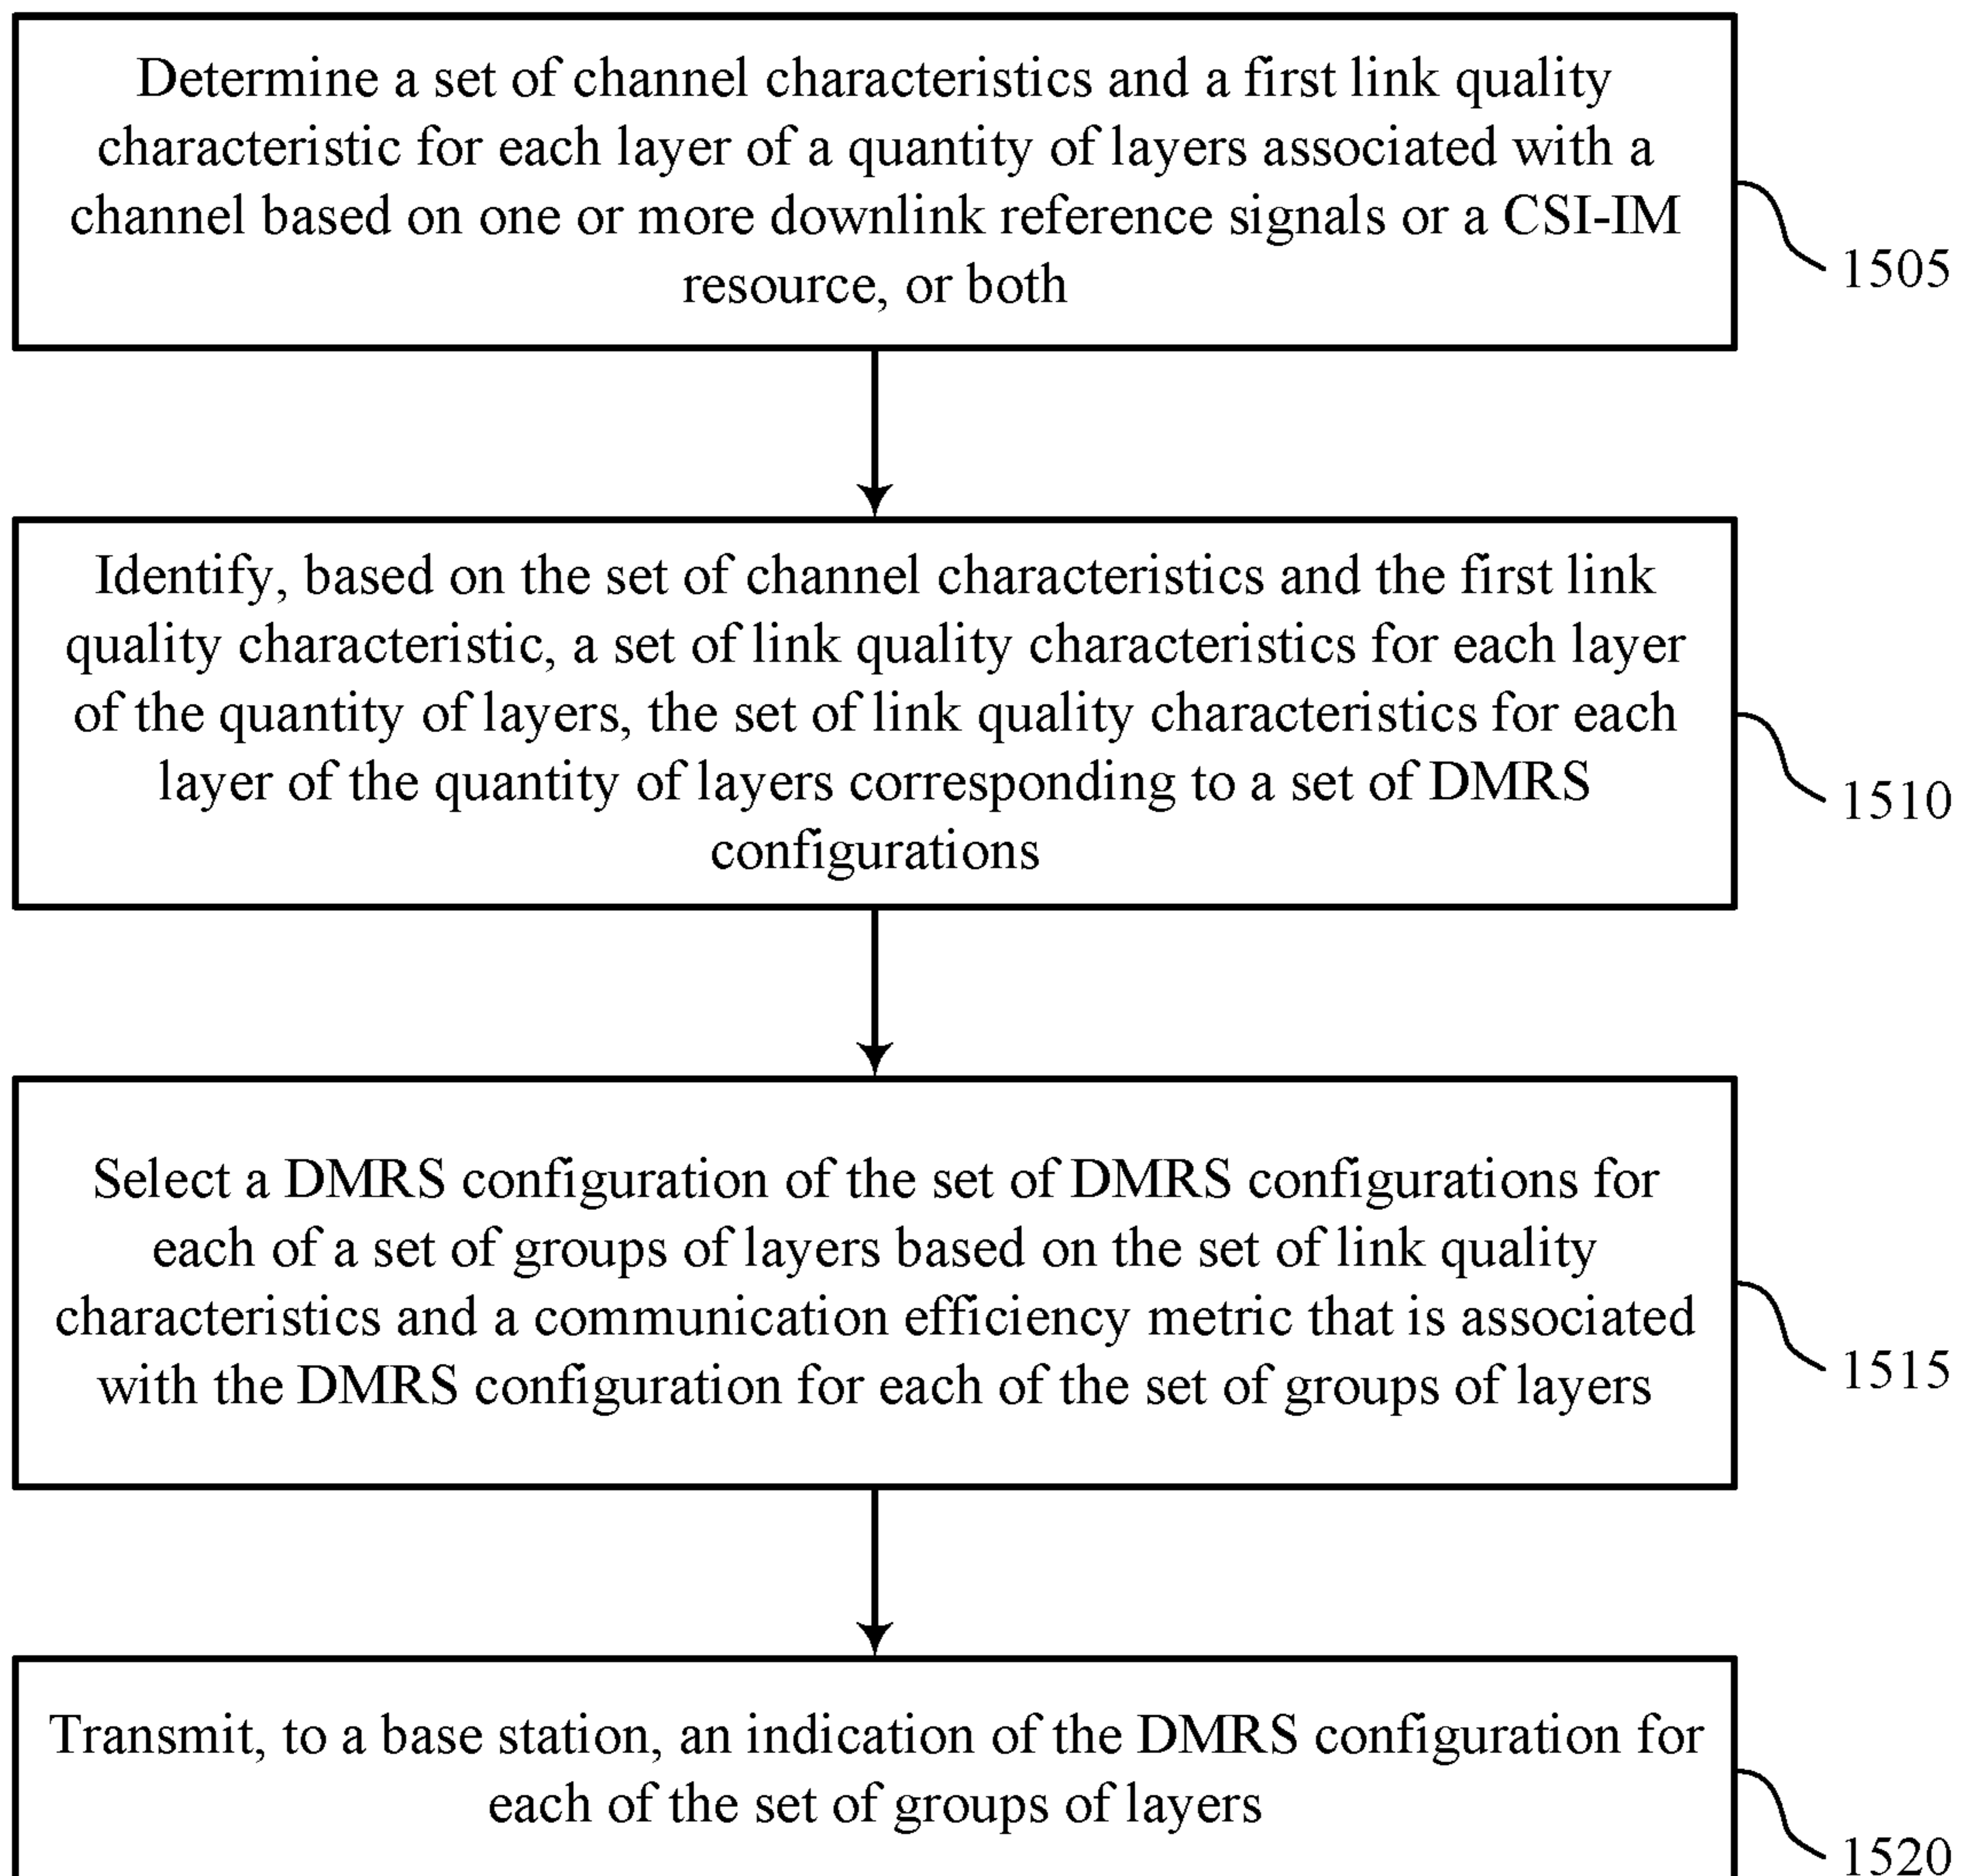 Determine a set of channel characteristics and a first link quality
characteristic for each layer of a quantity of layers associated with a
channel based on one or more downlink reference signals or a CSI-IM
resource, or both
1505
Identify, based on the set of channel characteristics and the first link
quality characteristic, a set of link quality characteristics for each layer
of the quantity of layers, the set of link quality characteristics for each
layer of the quantity of layers corresponding to a set of DMRS
configurations
1510
Select a DMRS configuration of the set of DMRS configurations for
each of a set of groups of layers based on the set of link quality
characteristics and a communication efficiency metric that is associated
with the DMRS configuration for each of the set of groups of layers
1515
Transmit, to a base station, an indication of the DMRS configuration for
each of the set of groups of layers
1520